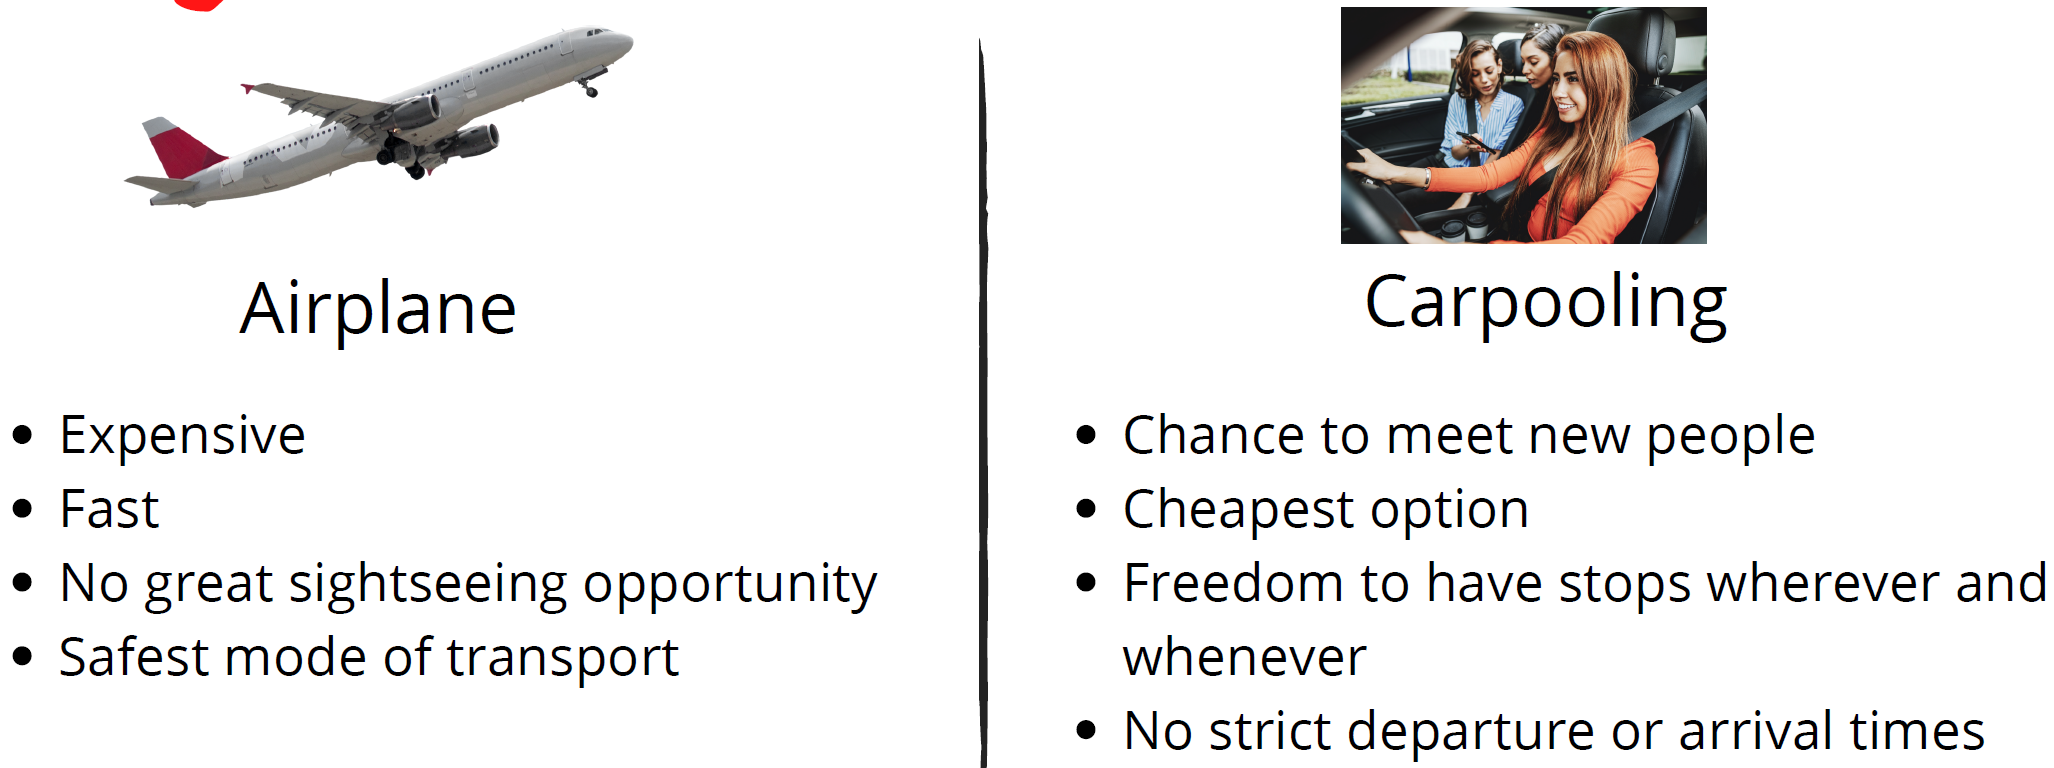 Airplane
• Expensive
• Fast
• No great sightseeing opportunity
• Safest mode of transport
Carpooling
• Chance to meet new people
• Cheapest option
• Freedom to have stops wherever and
whenever
• No strict departure or arrival times